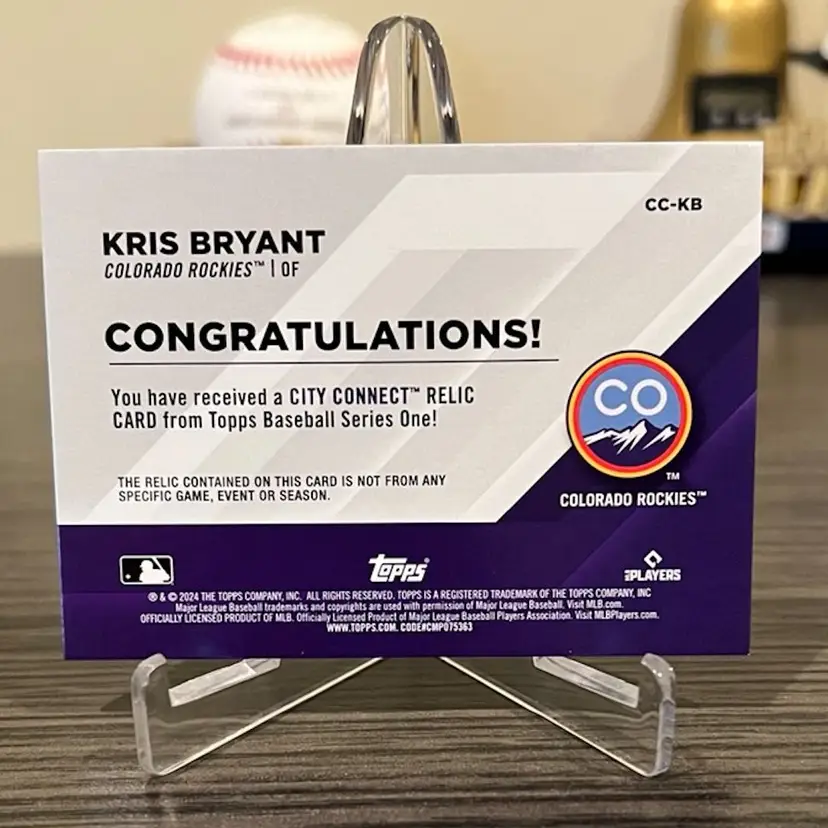 CC-KB
KRIS BRYANT
COLORADO ROCKIES™ | OF
CONGRATULATIONS!
You have received a CITY CONNECT™ RELIC
CARD from Topps Baseball Series One!
CO
TM
COLORADO ROCKIES™
THE RELIC CONTAINED ON THIS CARD IS NOT FROM ANY
SPECIFIC GAME, EVENT OR SEASON.
Topps®
PLAYERS
® & © 2024 THE TOPPS COMPANY, INC. ALL RIGHTS RESERVED. TOPPS IS A REGISTERED TRADEMARK OF THE TOPPS COMPANY, INC
Major League Baseball trademarks and copyrights are used with permission of Major League Baseball. Visit MLB.com.
OFFICIALLY LICENSED PRODUCT OF MLB. Officially Licensed Product of Major League Baseball Players Association. Visit MLBPlayers.com.
WWW.TOPPS.COM. CODE#CMP075363